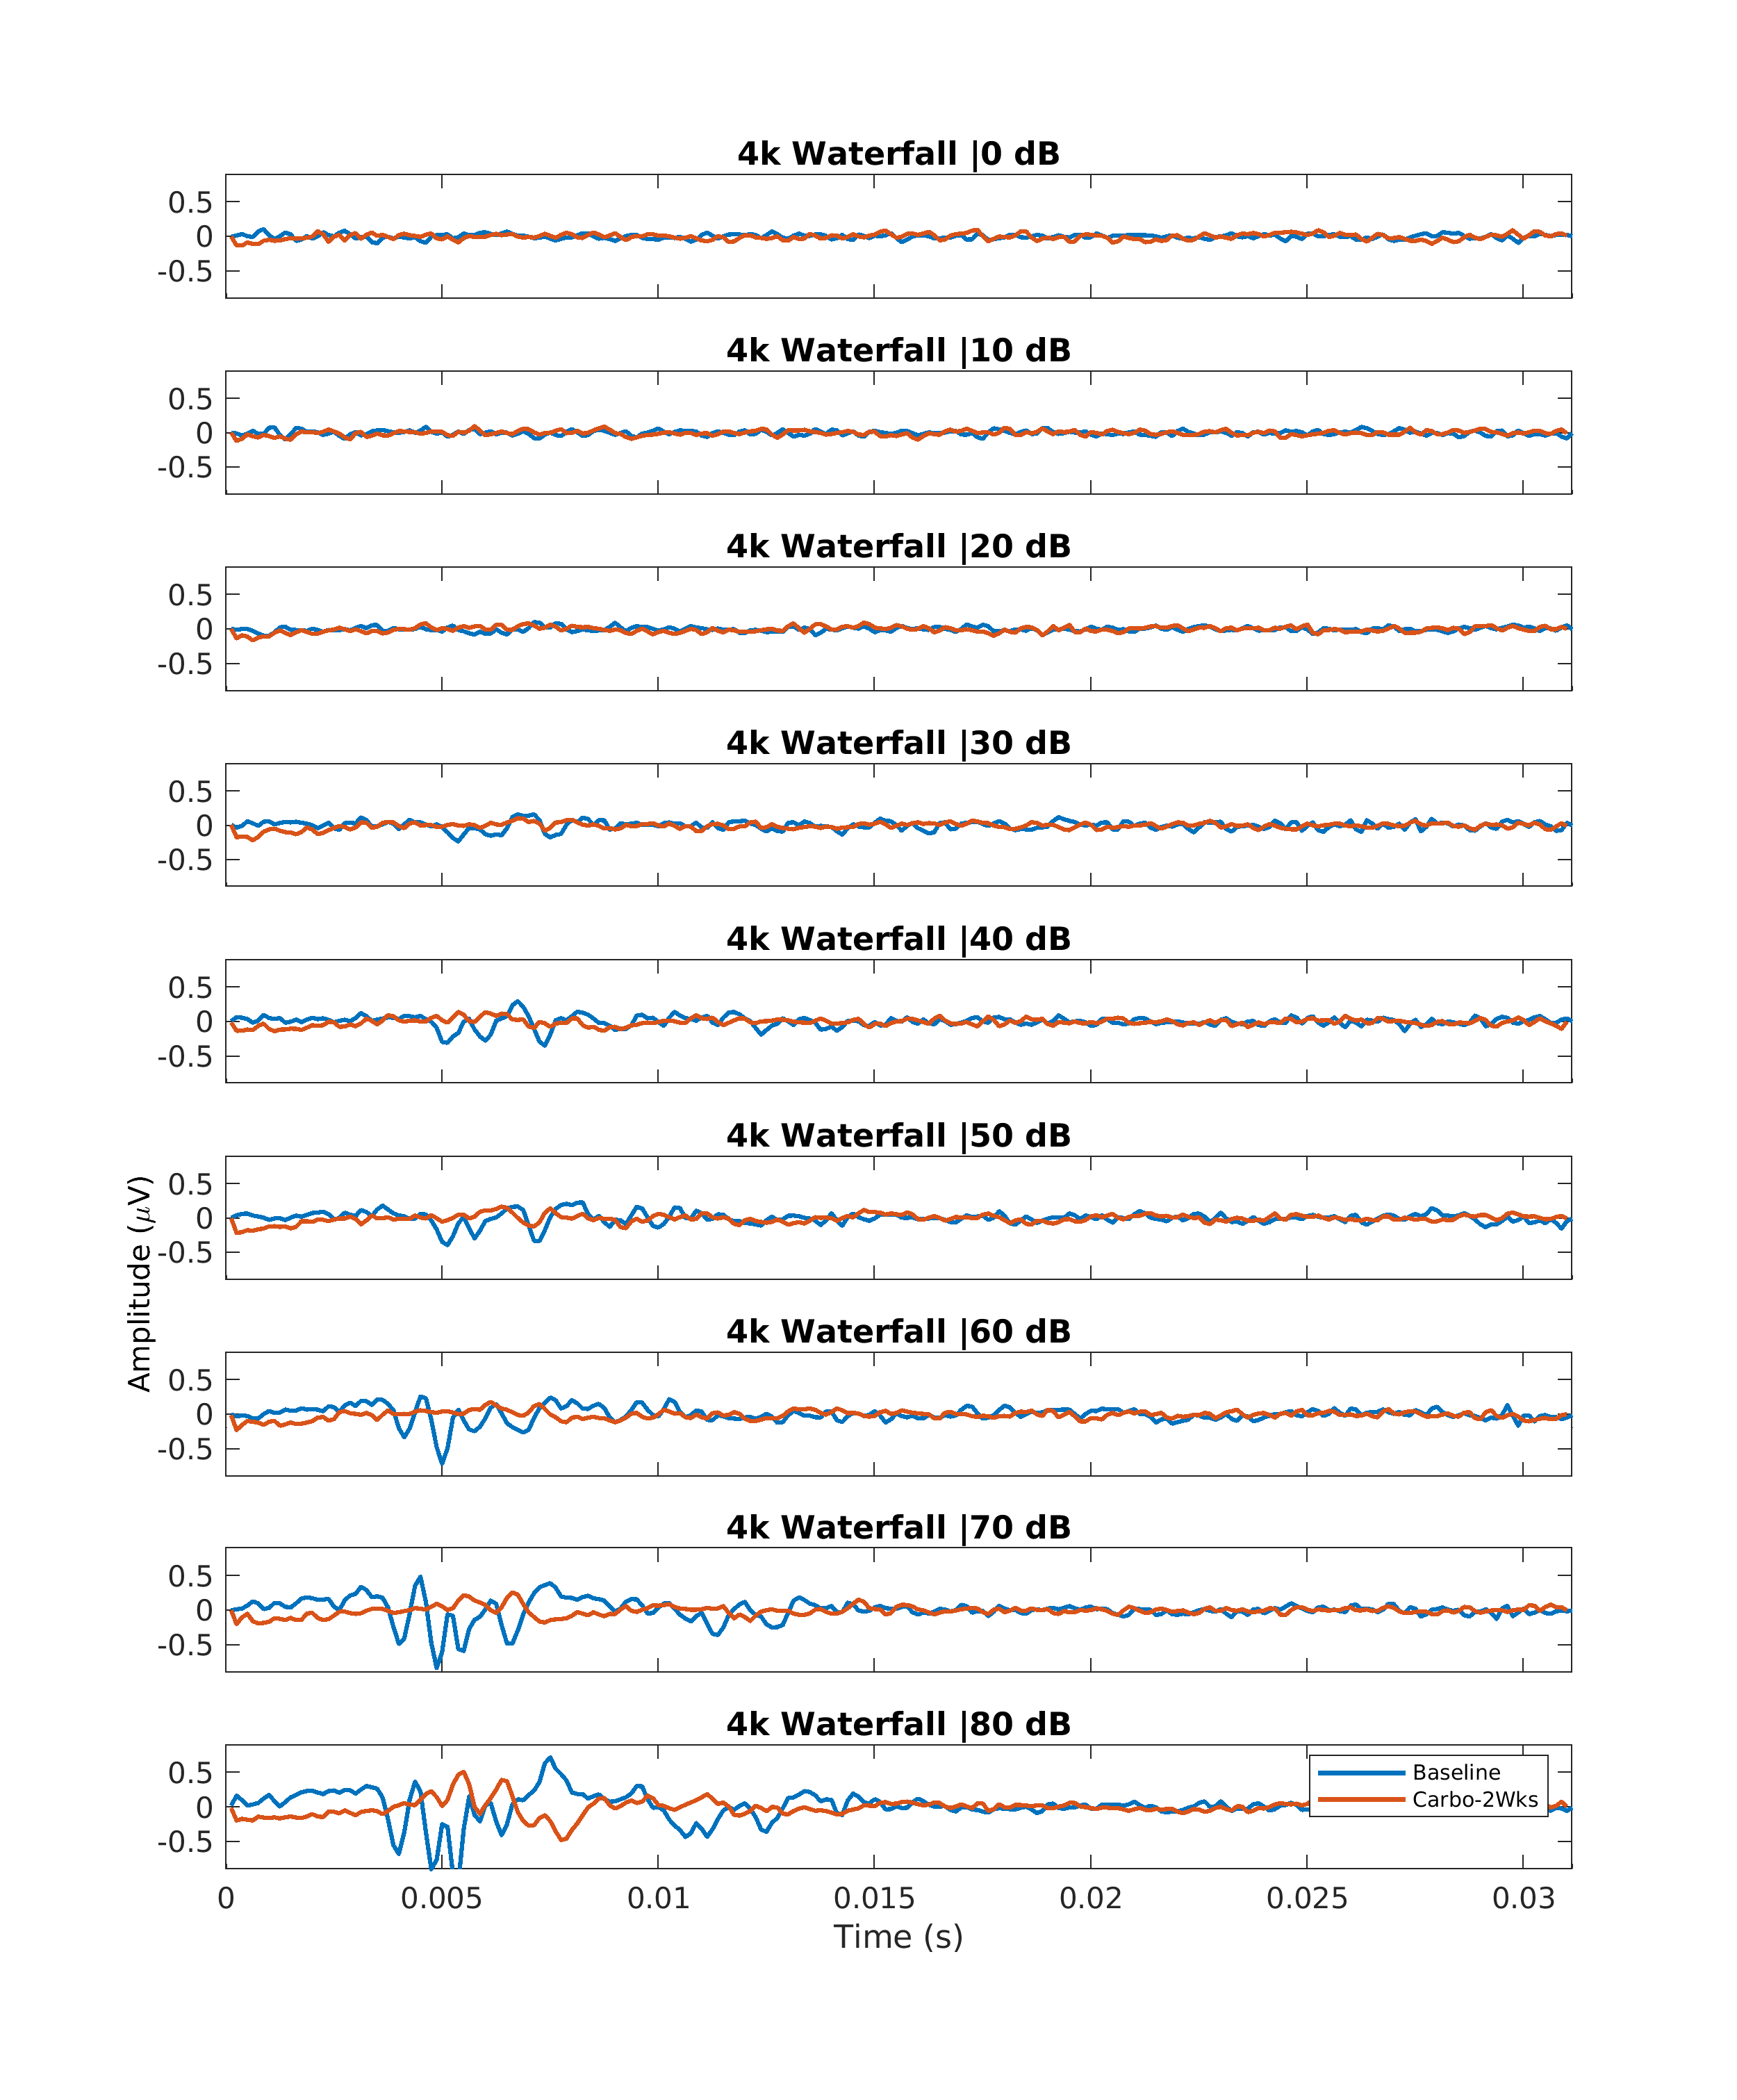 4k Waterfall |0 dB
0.5
0
-0.5
4k Waterfall |10 dB
0.5
0
-0.5
4k Waterfall |20 dB
0.5
0
-0.5
4k Waterfall |30 dB
0.5
0
-0.5
4k Waterfall |40 dB
0.5
0
-0.5
4k Waterfall |50 dB
0.5
0
-0.5
Amplitude (μV)
4k Waterfall |60 dB
0.5
0
-0.5
4k Waterfall |70 dB
0.5
0
-0.5
4k Waterfall |80 dB
0.5
0
-0.5
Baseline
Carbo-2Wks
0 0.005 0.01 0.015 0.02 0.025 0.03
Time (s)